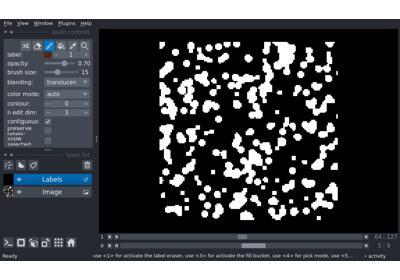 File View Window Plugins Help
layer controls
label: 1
opacity: 0.70
brush size: 15
blending: translucen
color mode: auto
contour: 0
n edit dim: 3
contiguous:
preserve labels:
show selected:
layer list
Labels
Image
1 64 127
0 5 9
Ready use <1> for activate the label eraser, use <3> for activate the fill bucket, use <4> for pick mode, use <5... activity